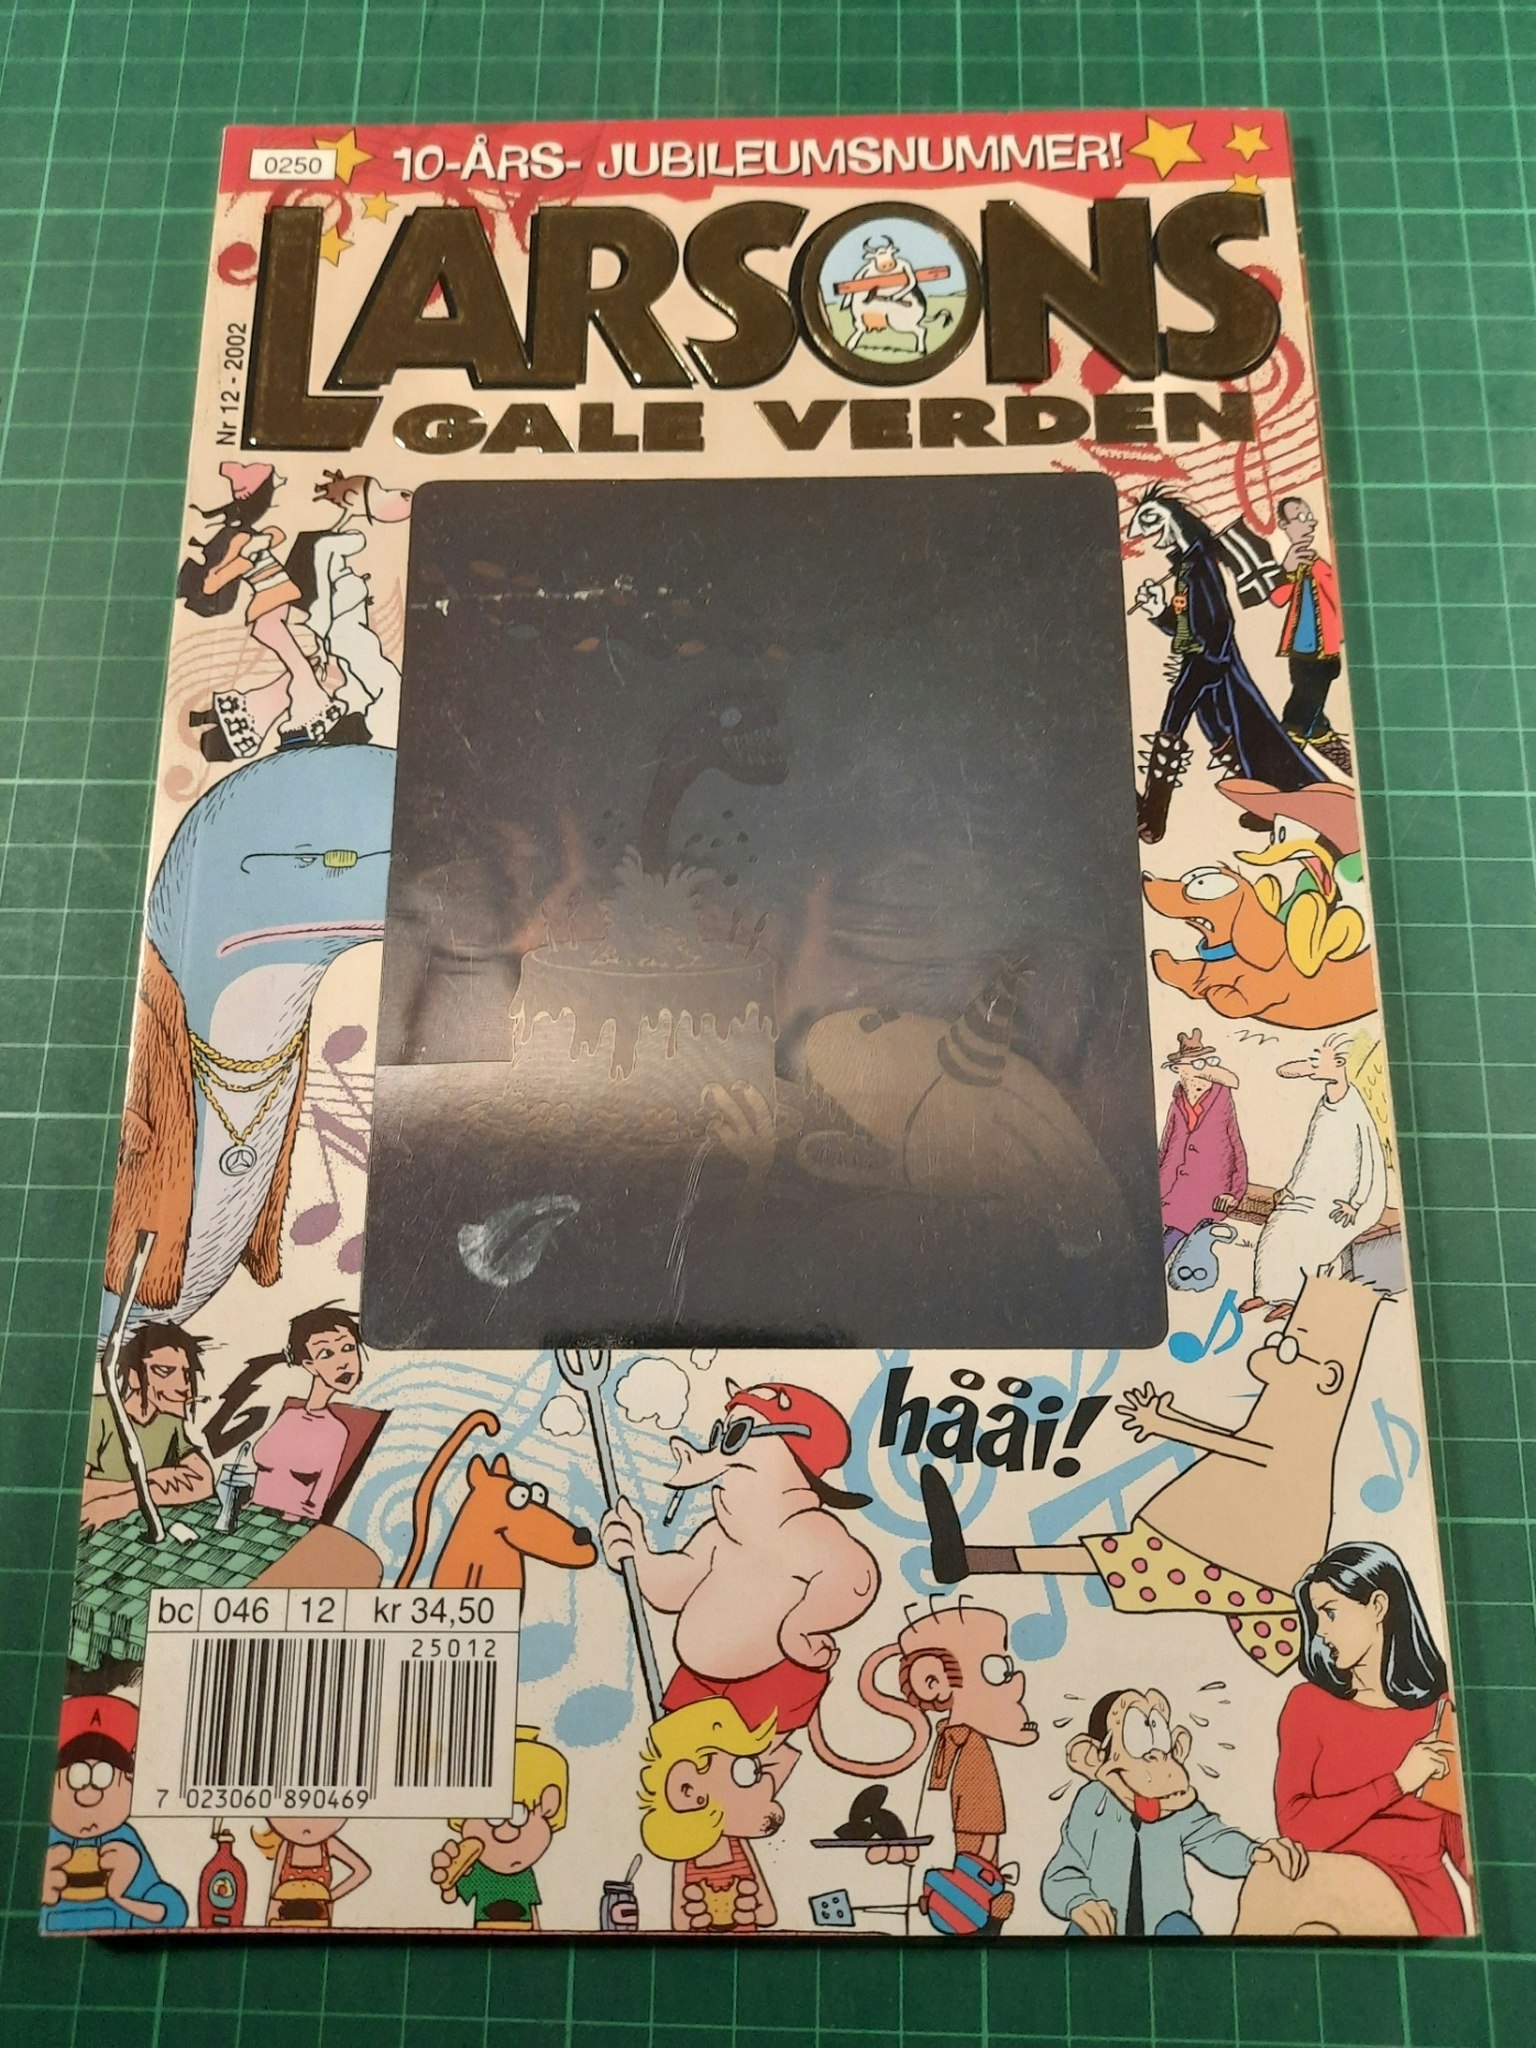 0250
10-ÅRS- JUBILEUMSNUMMER!
LARSONS
GALE VERDEN
Nr 12 - 2002
8
hååi!
bc 046 12 kr 34,50
25012
7 023060 890469
A